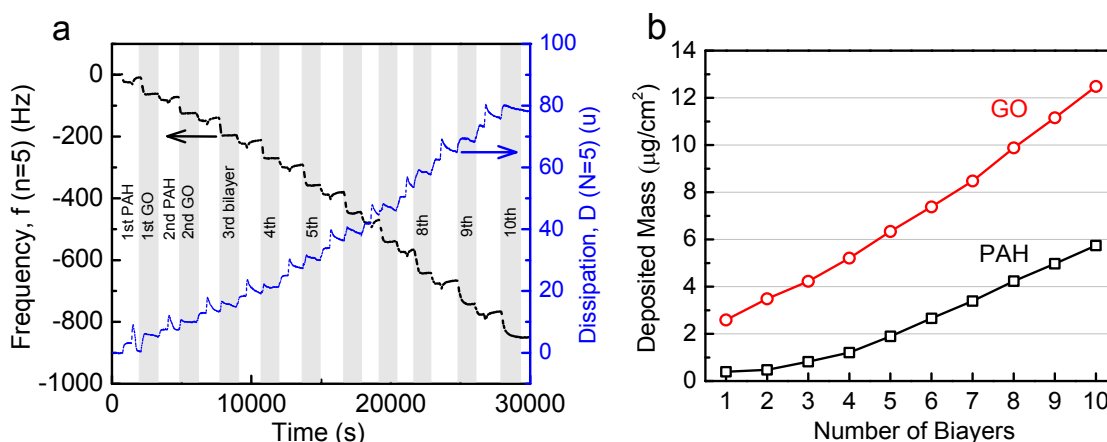 a
Frequency, f (n=5) (Hz)
0
-200
-400
-600
-800
-1000
1st PAH
1st GO
2nd PAH
2nd GO
3rd bilayer
4th
5th
8th
9th
10th
100
80
60
40
20
0
Dissipation, D (N=5) (u)
0 10000 20000 30000
Time (s)
b
Deposited Mass (μg/cm²)
14
12
10
8
6
4
2
0
GO
PAH
1 2 3 4 5 6 7 8 9 10
Number of Biayers